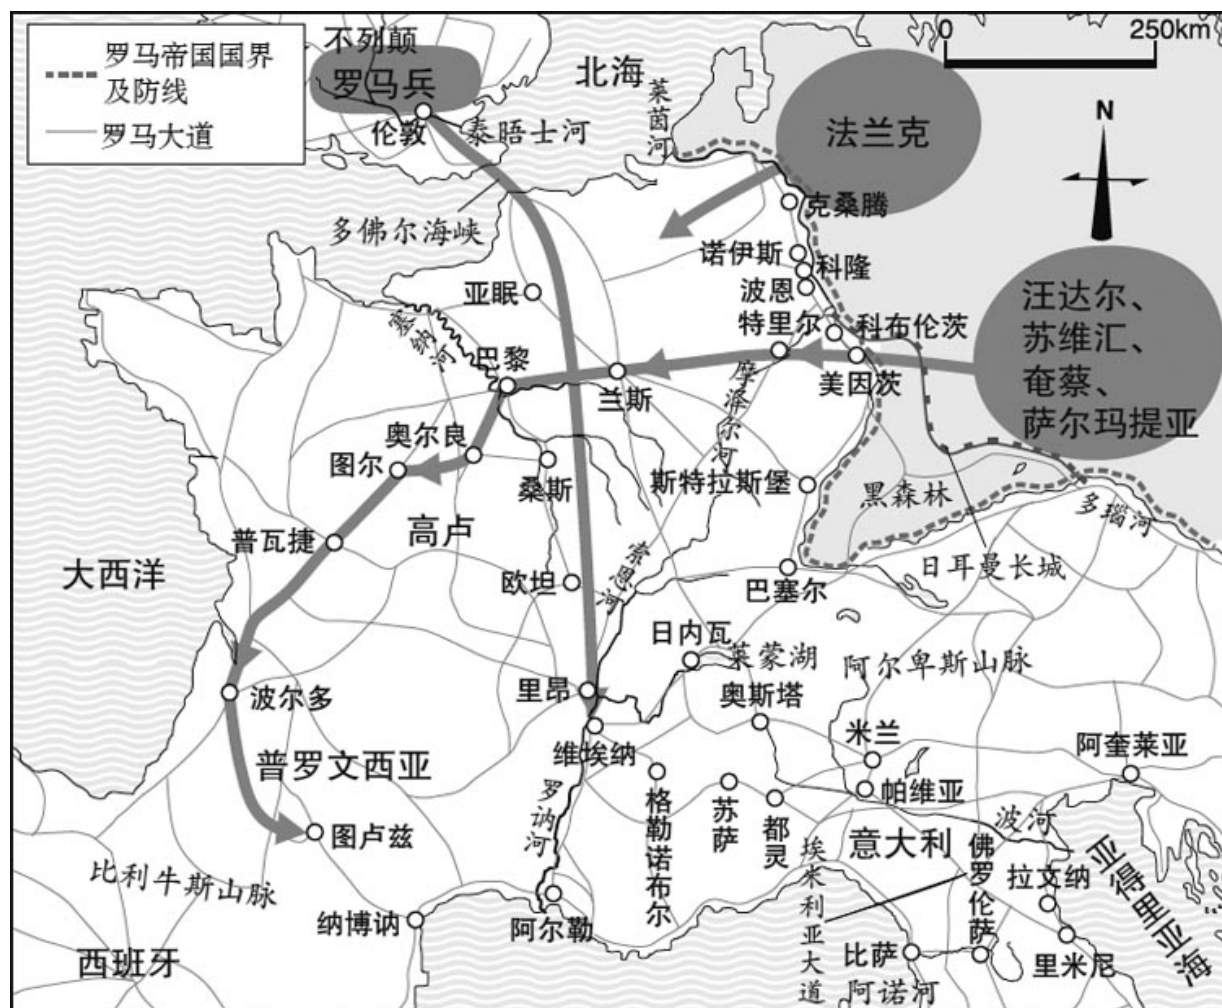 罗马帝国国界
及防线
罗马大道
不列颠
罗马兵
伦敦
泰晤士河
北海
莱茵河
0
250km
法兰克
N
多佛尔海峡
克桑腾
诺伊斯
科隆
波恩
亚眠
特里尔
科布伦茨
汪达尔、
苏维汇、
奄蔡、
萨尔玛提亚
塞纳河
巴黎
兰斯
摩泽尔河
美因茨
奥尔良
图尔
桑斯
斯特拉斯堡
黑森林
多瑙河
普瓦捷
高卢
大西洋
欧坦
索恩河
巴塞尔
日耳曼长城
日内瓦
莱蒙湖
阿尔卑斯山脉
波尔多
里昂
奥斯塔
维埃纳
米兰
阿奎莱亚
普罗文西亚
罗讷河
格勒诺布尔
苏萨
都灵
帕维亚
波河
图卢兹
埃米利亚大道
意大利
佛罗伦萨
拉文纳
亚得里亚海
比利牛斯山脉
纳博讷
阿尔勒
西班牙
比萨
阿诺河
里米尼